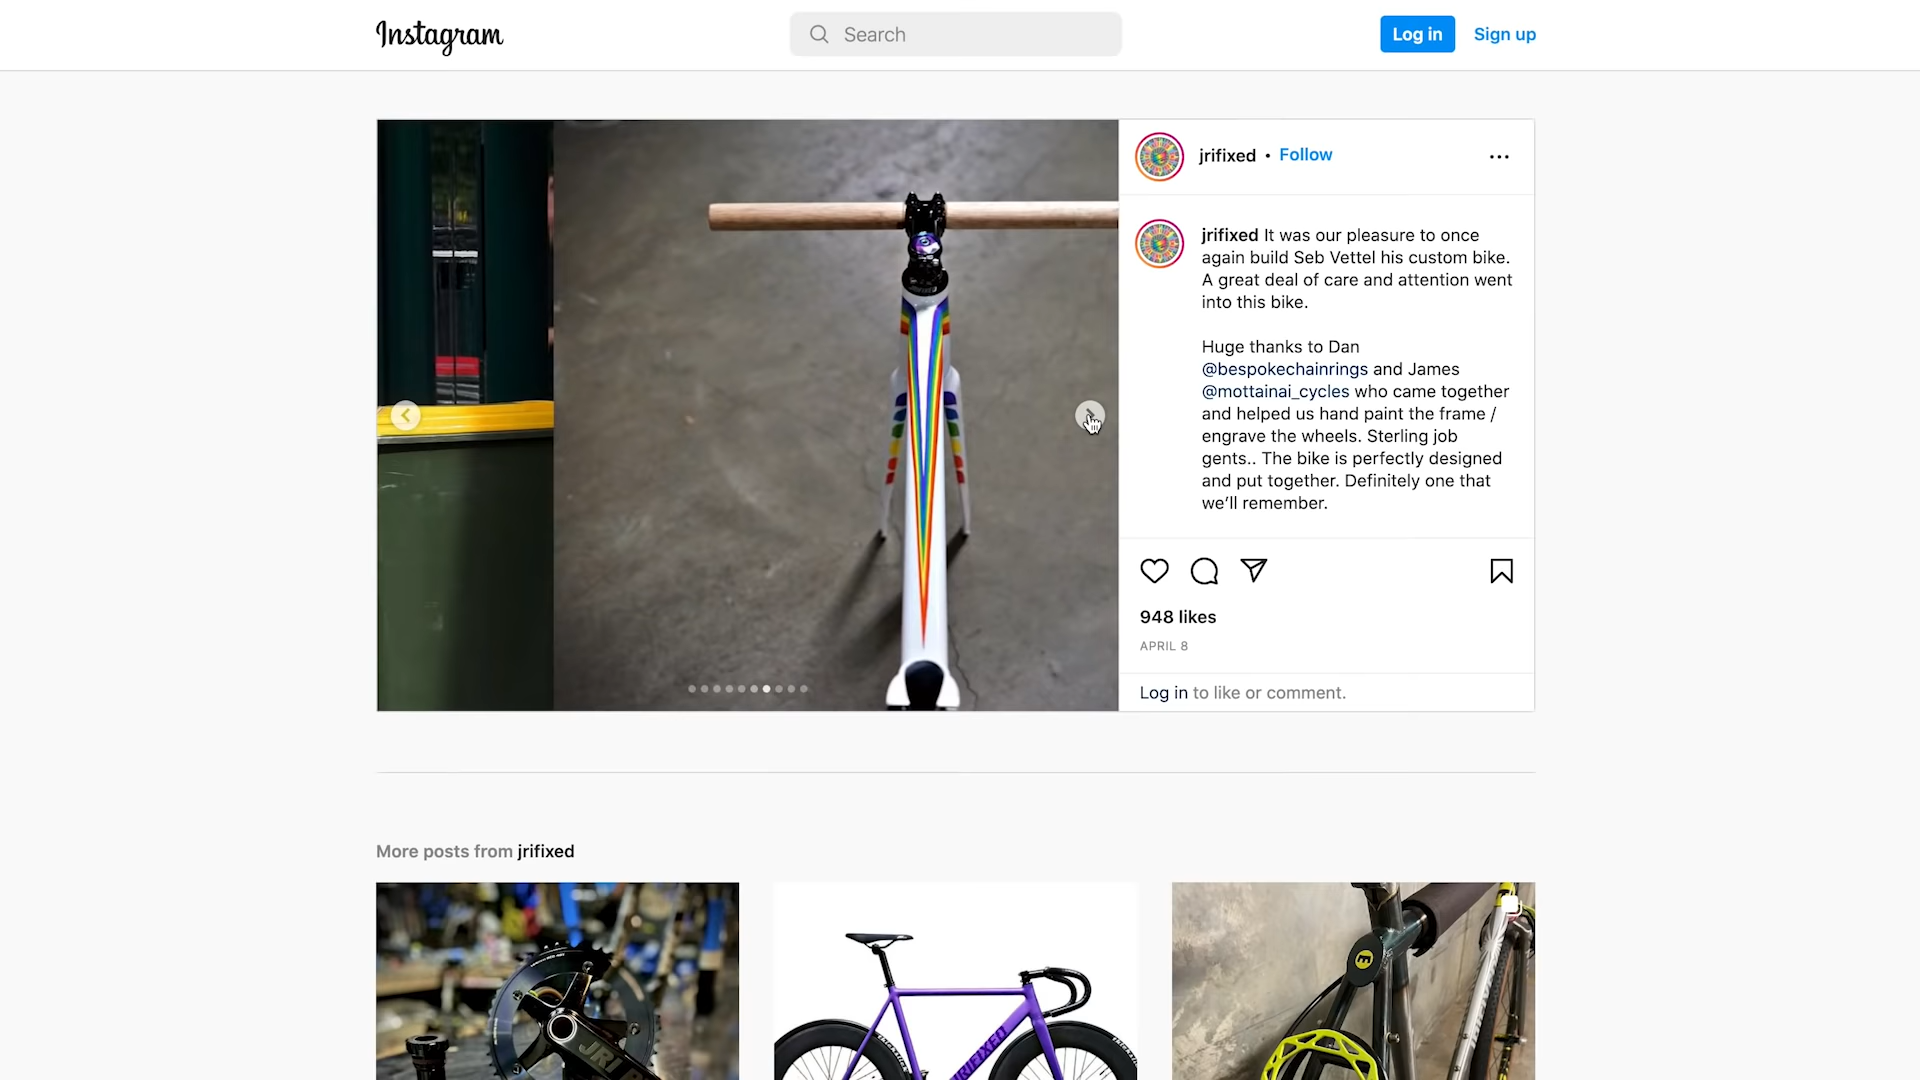 Instagram
Search
Log in
Sign up
jrifixed • Follow
jrifixed It was our pleasure to once
again build Seb Vettel his custom bike.
A great deal of care and attention went
into this bike.
Huge thanks to Dan
@bespokechainrings and James
@mottainai_cycles who came together
and helped us hand paint the frame /
engrave the wheels. Sterling job
gents.. The bike is perfectly designed
and put together. Definitely one that
we’ll remember.
948 likes
APRIL 8
Log in to like or comment.
More posts from jrifixed
JRI
JRIFIXED